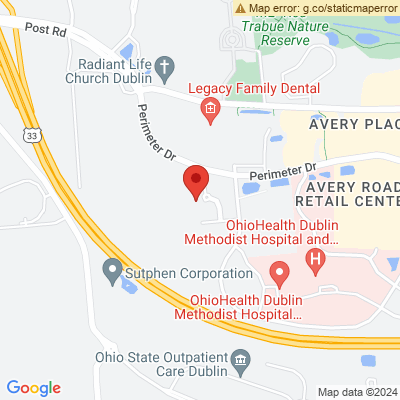 Map error: g.co/staticmaperror
Trabue Nature
Reserve
Post Rd
Radiant Life
Church Dublin
Legacy Family Dental
AVERY PLAC
Perimeter Dr
Perimeter Dr
33
AVERY ROAD
RETAIL CENTE
OhioHealth Dublin
Methodist Hospital and...
H
Sutphen Corporation
OhioHealth Dublin
Methodist Hospital...
Ohio State Outpatient
Care Dublin
Google
Map data ©2024